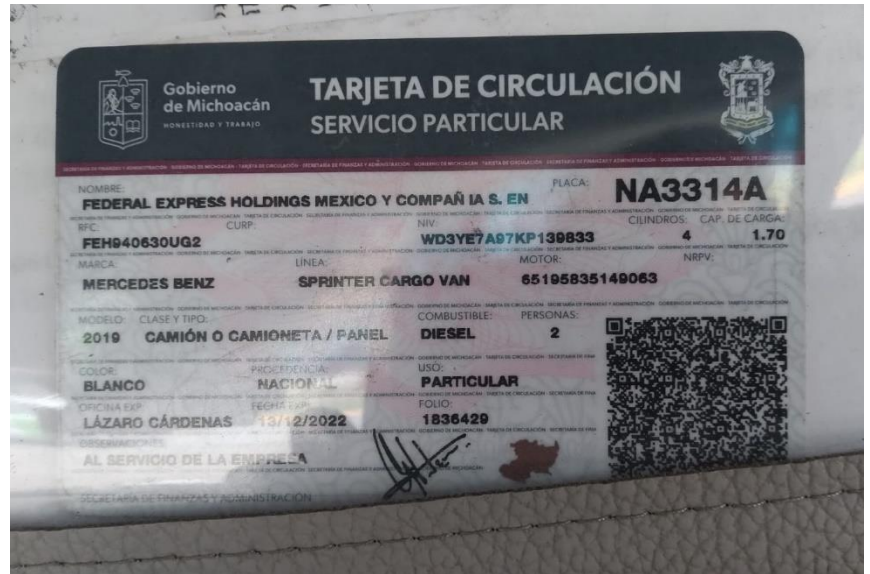 Gobierno
de Michoacán
HONESTIDAD Y TRABAJO
TARJETA DE CIRCULACIÓN
SERVICIO PARTICULAR
NOMBRE:
FEDERAL EXPRESS HOLDINGS MEXICO Y COMPAÑ IA S. EN
PLACA:
NA3314A
RFC: CURP: NIV: CILINDROS: CAP. DE CARGA:
FEH940630UG2 WD3YE7A97KP139833 4 1.70
MARCA: LÍNEA: MOTOR: NRPV:
MERCEDES BENZ SPRINTER CARGO VAN 65195835149063
MODELO: CLASE Y TIPO: COMBUSTIBLE: PERSONAS:
2019 CAMIÓN O CAMIONETA / PANEL DIESEL 2
COLOR: PROCEDENCIA: USO:
BLANCO NACIONAL PARTICULAR
OFICINA EXP. FECHA EXP. FOLIO:
LÁZARO CÁRDENAS 13/12/2022 1836429
OBSERVACIONES:
AL SERVICIO DE LA EMPRESA
SECRETARÍA DE FINANZAS Y ADMINISTRACIÓN